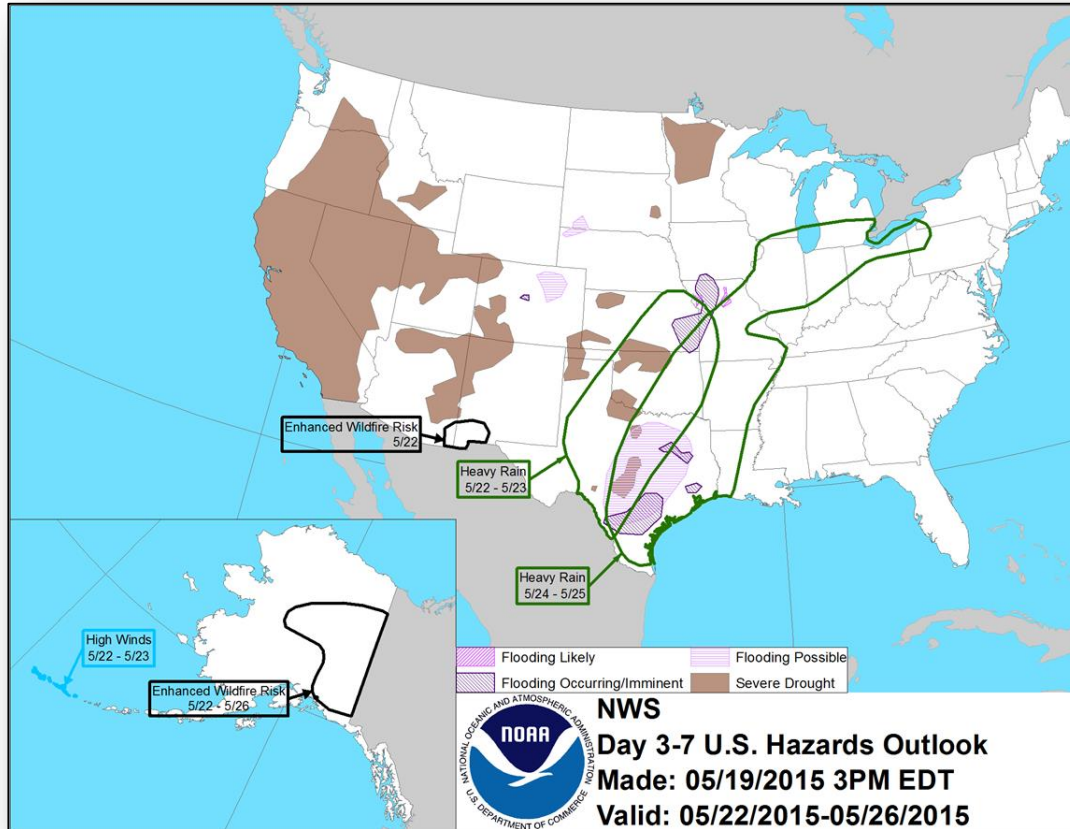 Enhanced Wildfire Risk
5/22
Heavy Rain
5/22 - 5/23
Heavy Rain
5/24 - 5/25
High Winds
5/22 - 5/23
Enhanced Wildfire Risk
5/22 - 5/26
Flooding Likely
Flooding Possible
Flooding Occurring/Imminent
Severe Drought
NATIONAL OCEANIC AND ATMOSPHERIC ADMINISTRATION
NOAA
U.S. DEPARTMENT OF COMMERCE
NWS
Day 3-7 U.S. Hazards Outlook
Made: 05/19/2015 3PM EDT
Valid: 05/22/2015-05/26/2015